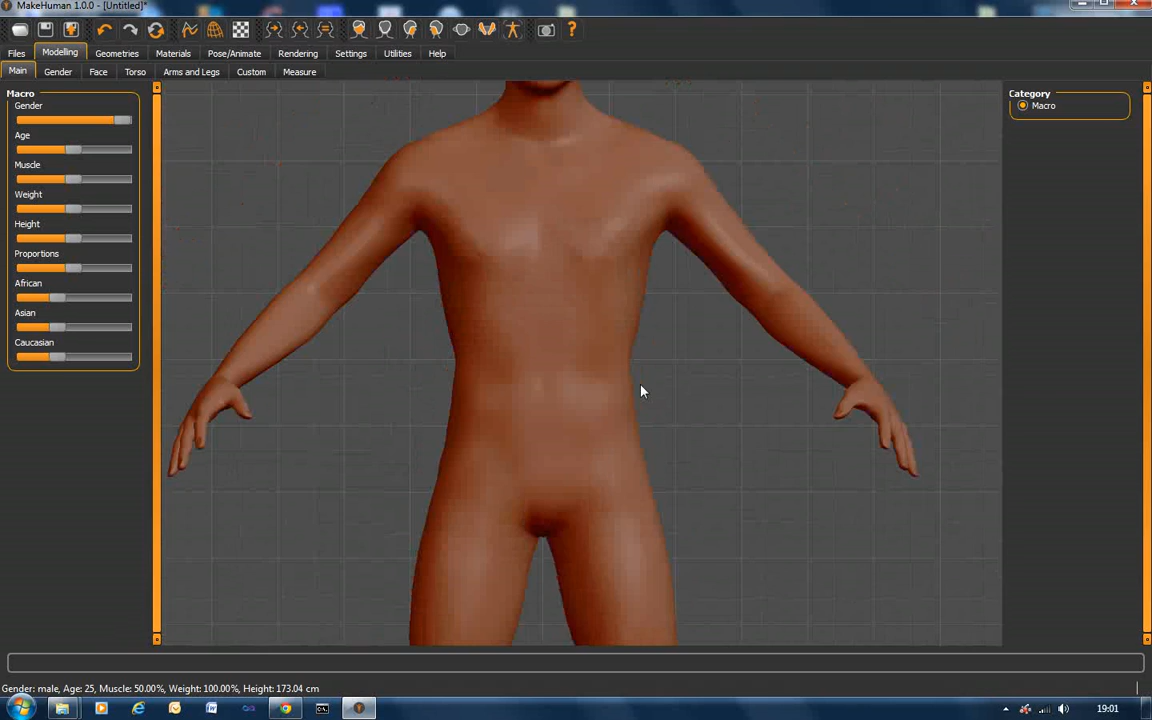 MakeHuman 1.0.0 - [Untitled]*
Files Modelling Geometries Materials Pose/Animate Rendering Settings Utilities Help
Main Gender Face Torso Arms and Legs Custom Measure
Macro
Gender
Age
Muscle
Weight
Height
Proportions
African
Asian
Caucasian
Category
Macro
Gender: male, Age: 25, Muscle: 50.00%, Weight: 100.00%, Height: 173.04 cm
19:01